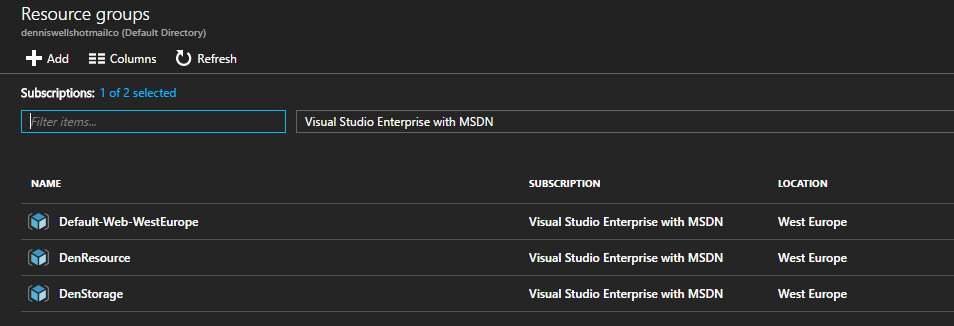 Resource groups
denniswellshotmailco (Default Directory)
Add Columns Refresh
Subscriptions: 1 of 2 selected
Filter items... Visual Studio Enterprise with MSDN
NAME SUBSCRIPTION LOCATION
Default-Web-WestEurope Visual Studio Enterprise with MSDN West Europe
DenResource Visual Studio Enterprise with MSDN West Europe
DenStorage Visual Studio Enterprise with MSDN West Europe